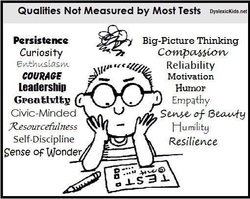 Qualities Not Measured by Most Tests
DyslexicKids.net
Persistence
Curiosity
Enthusiasm
COURAGE
Leadership
Creativity
Civic-Minded
Resourcefulness
Self-Discipline
Sense of Wonder
Big-Picture Thinking
Compassion
Reliability
Motivation
Humor
Empathy
Sense of Beauty
Humility
Resilience
TEST